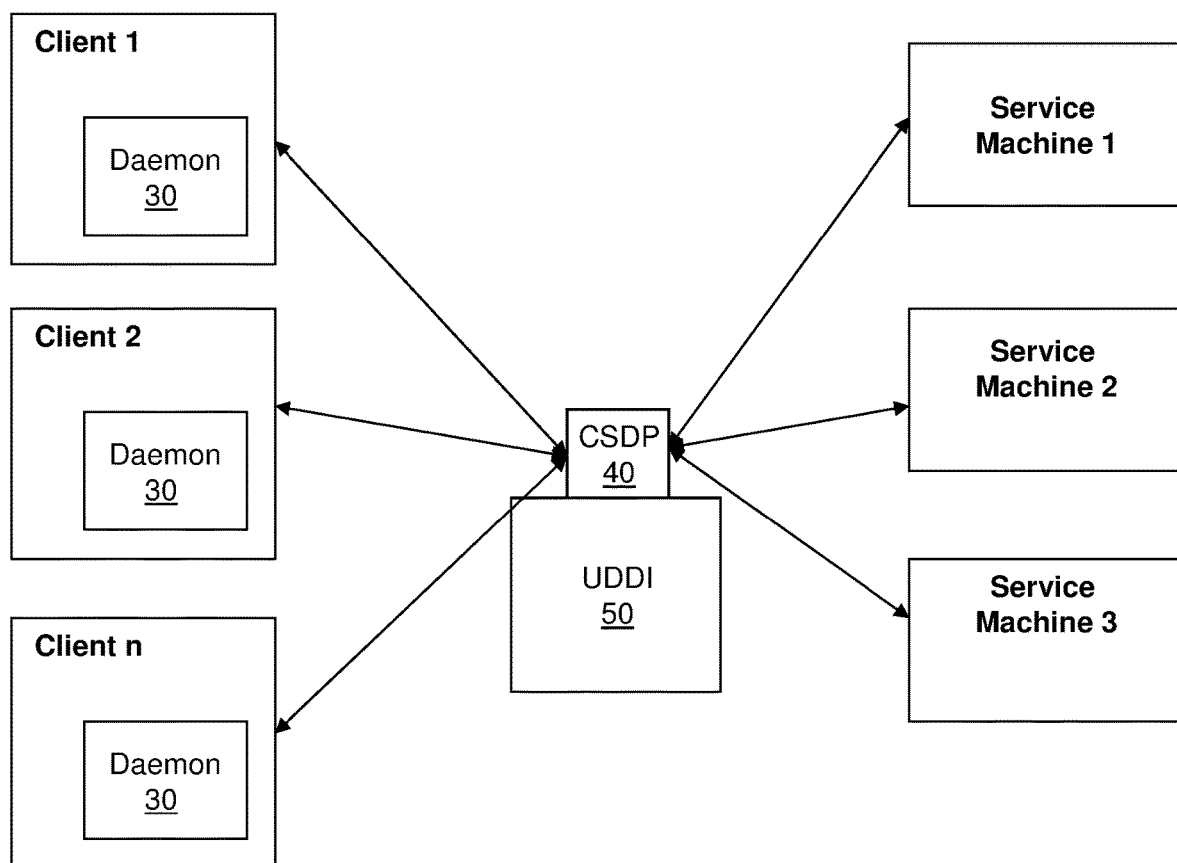 Client 1
Daemon
30
Client 2
Daemon
30
Client n
Daemon
30
CSDP
40
UDDI
50
Service
Machine 1
Service
Machine 2
Service
Machine 3